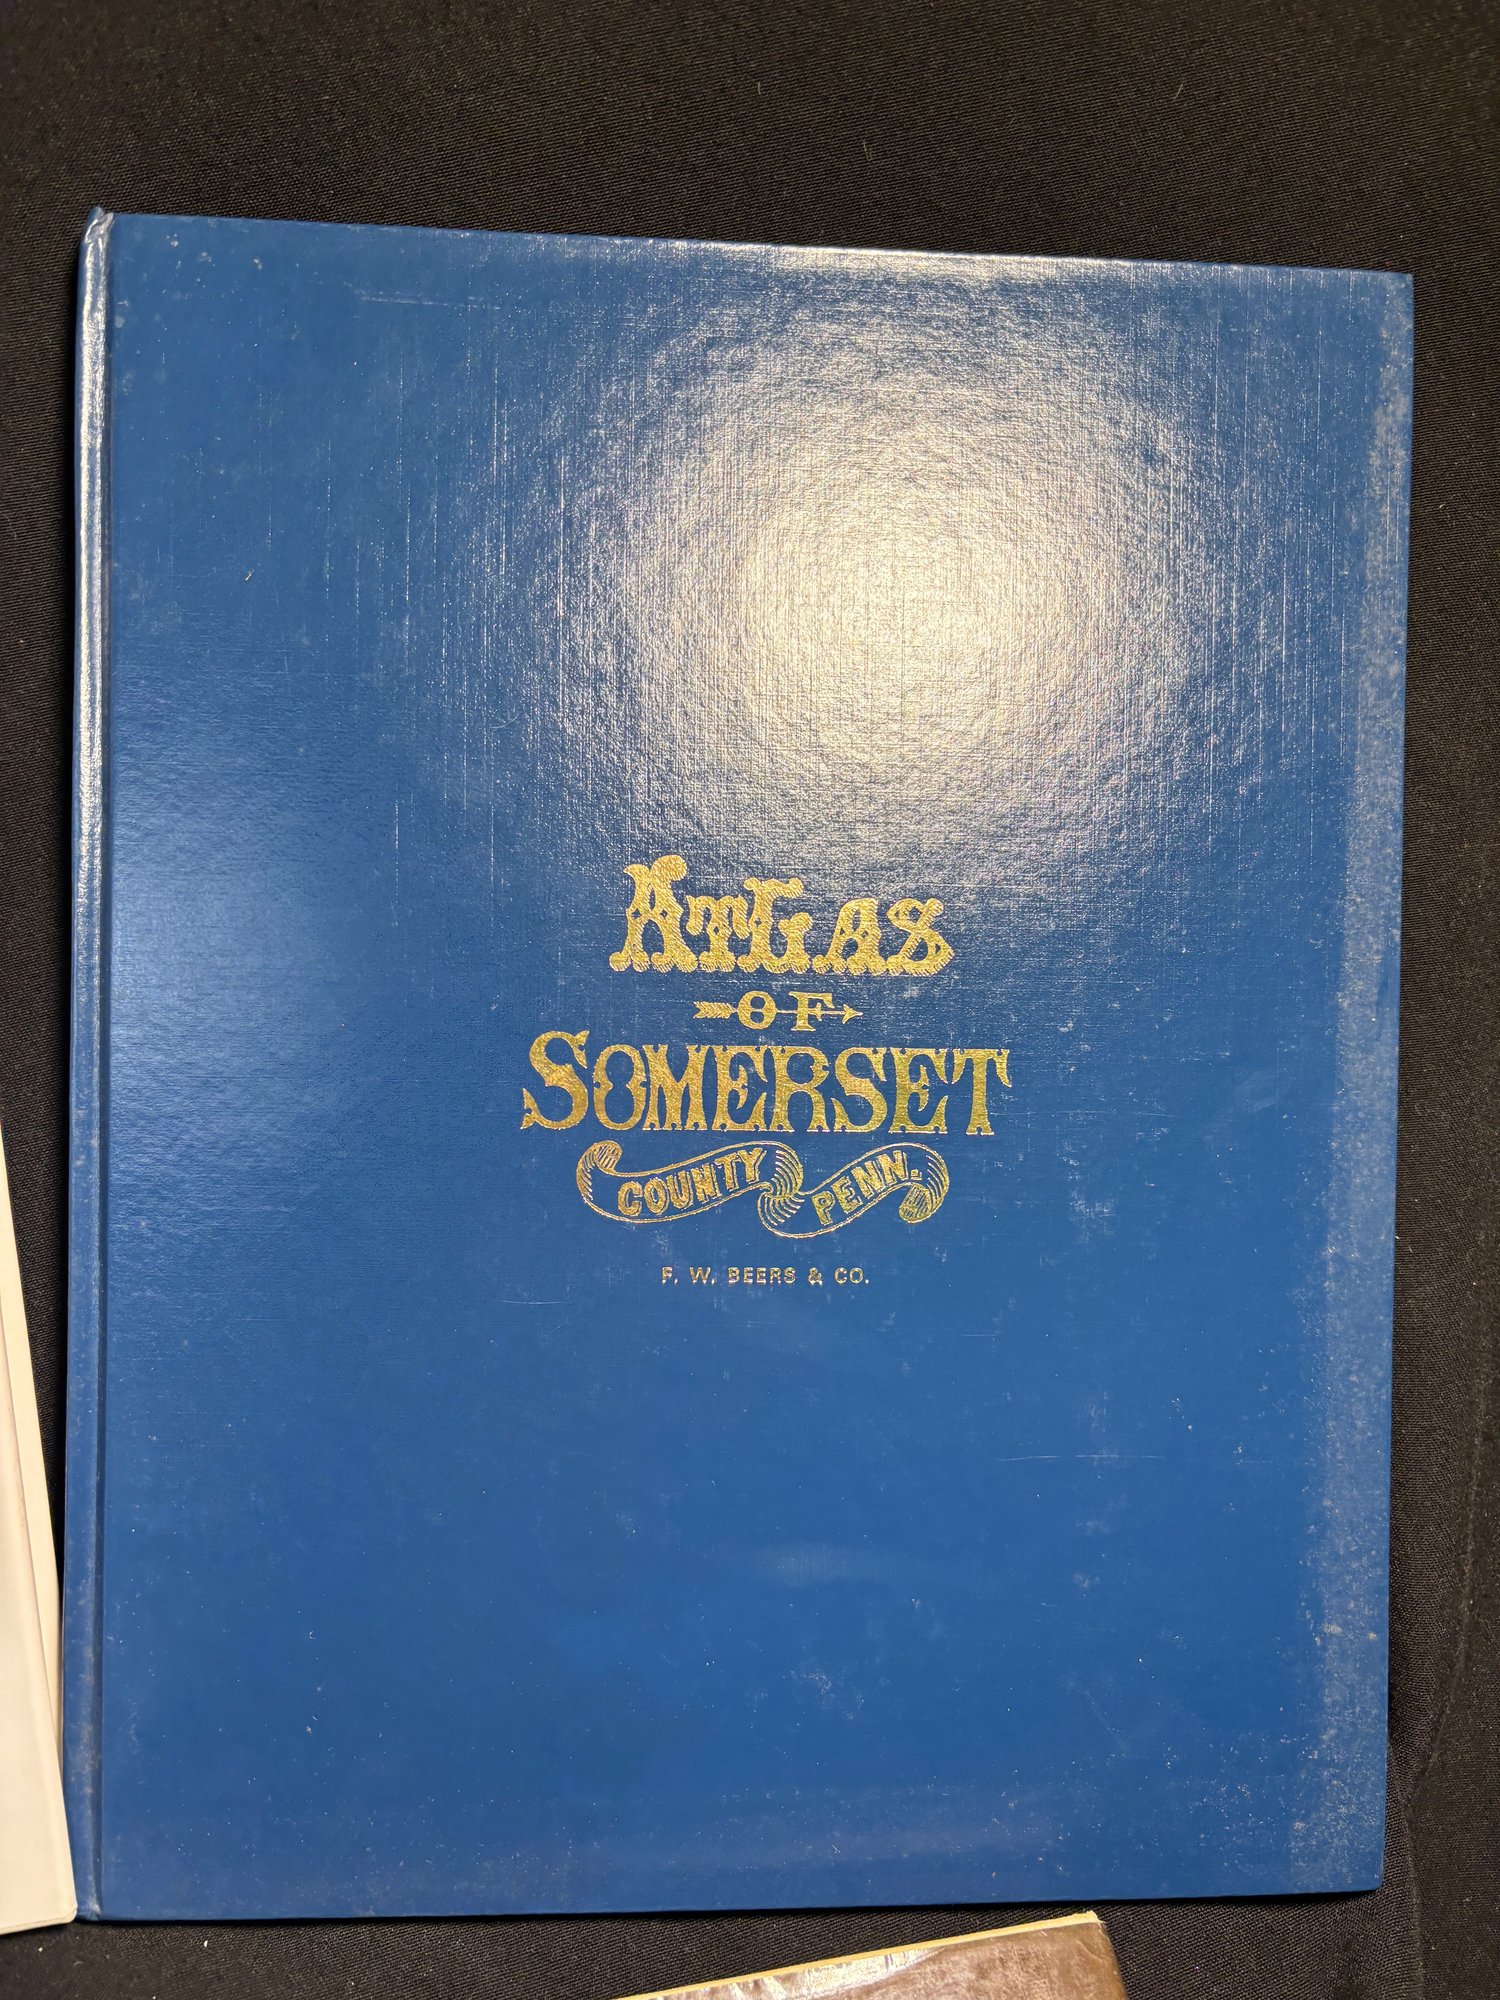 ATLAS
OF
SOMERSET
COUNTY PENN.
F. W. BEERS & CO.